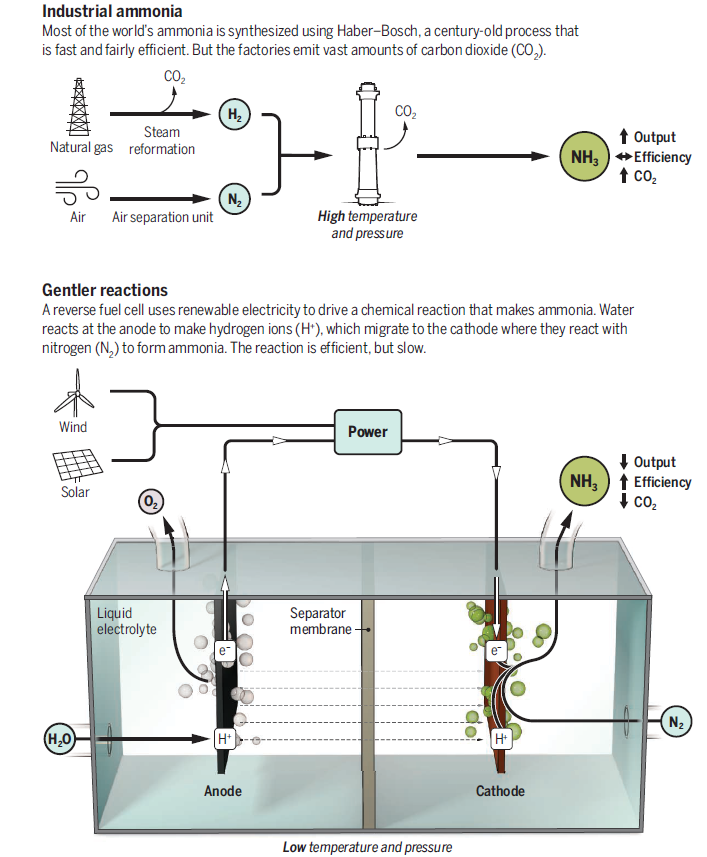 Industrial ammonia
Most of the world's ammonia is synthesized using Haber–Bosch, a century-old process that
is fast and fairly efficient. But the factories emit vast amounts of carbon dioxide (CO₂).
CO₂
H₂
Steam
reformation
Natural gas
CO₂
NH₃
Output
Efficiency
CO₂
N₂
Air
Air separation unit
High temperature
and pressure
Gentler reactions
A reverse fuel cell uses renewable electricity to drive a chemical reaction that makes ammonia. Water
reacts at the anode to make hydrogen ions (H⁺), which migrate to the cathode where they react with
nitrogen (N₂) to form ammonia. The reaction is efficient, but slow.
Wind
Power
Solar
O₂
NH₃
Output
Efficiency
CO₂
Liquid
electrolyte
Separator
membrane
e⁻
e⁻
H₂O
H⁺
H⁺
N₂
Anode
Cathode
Low temperature and pressure